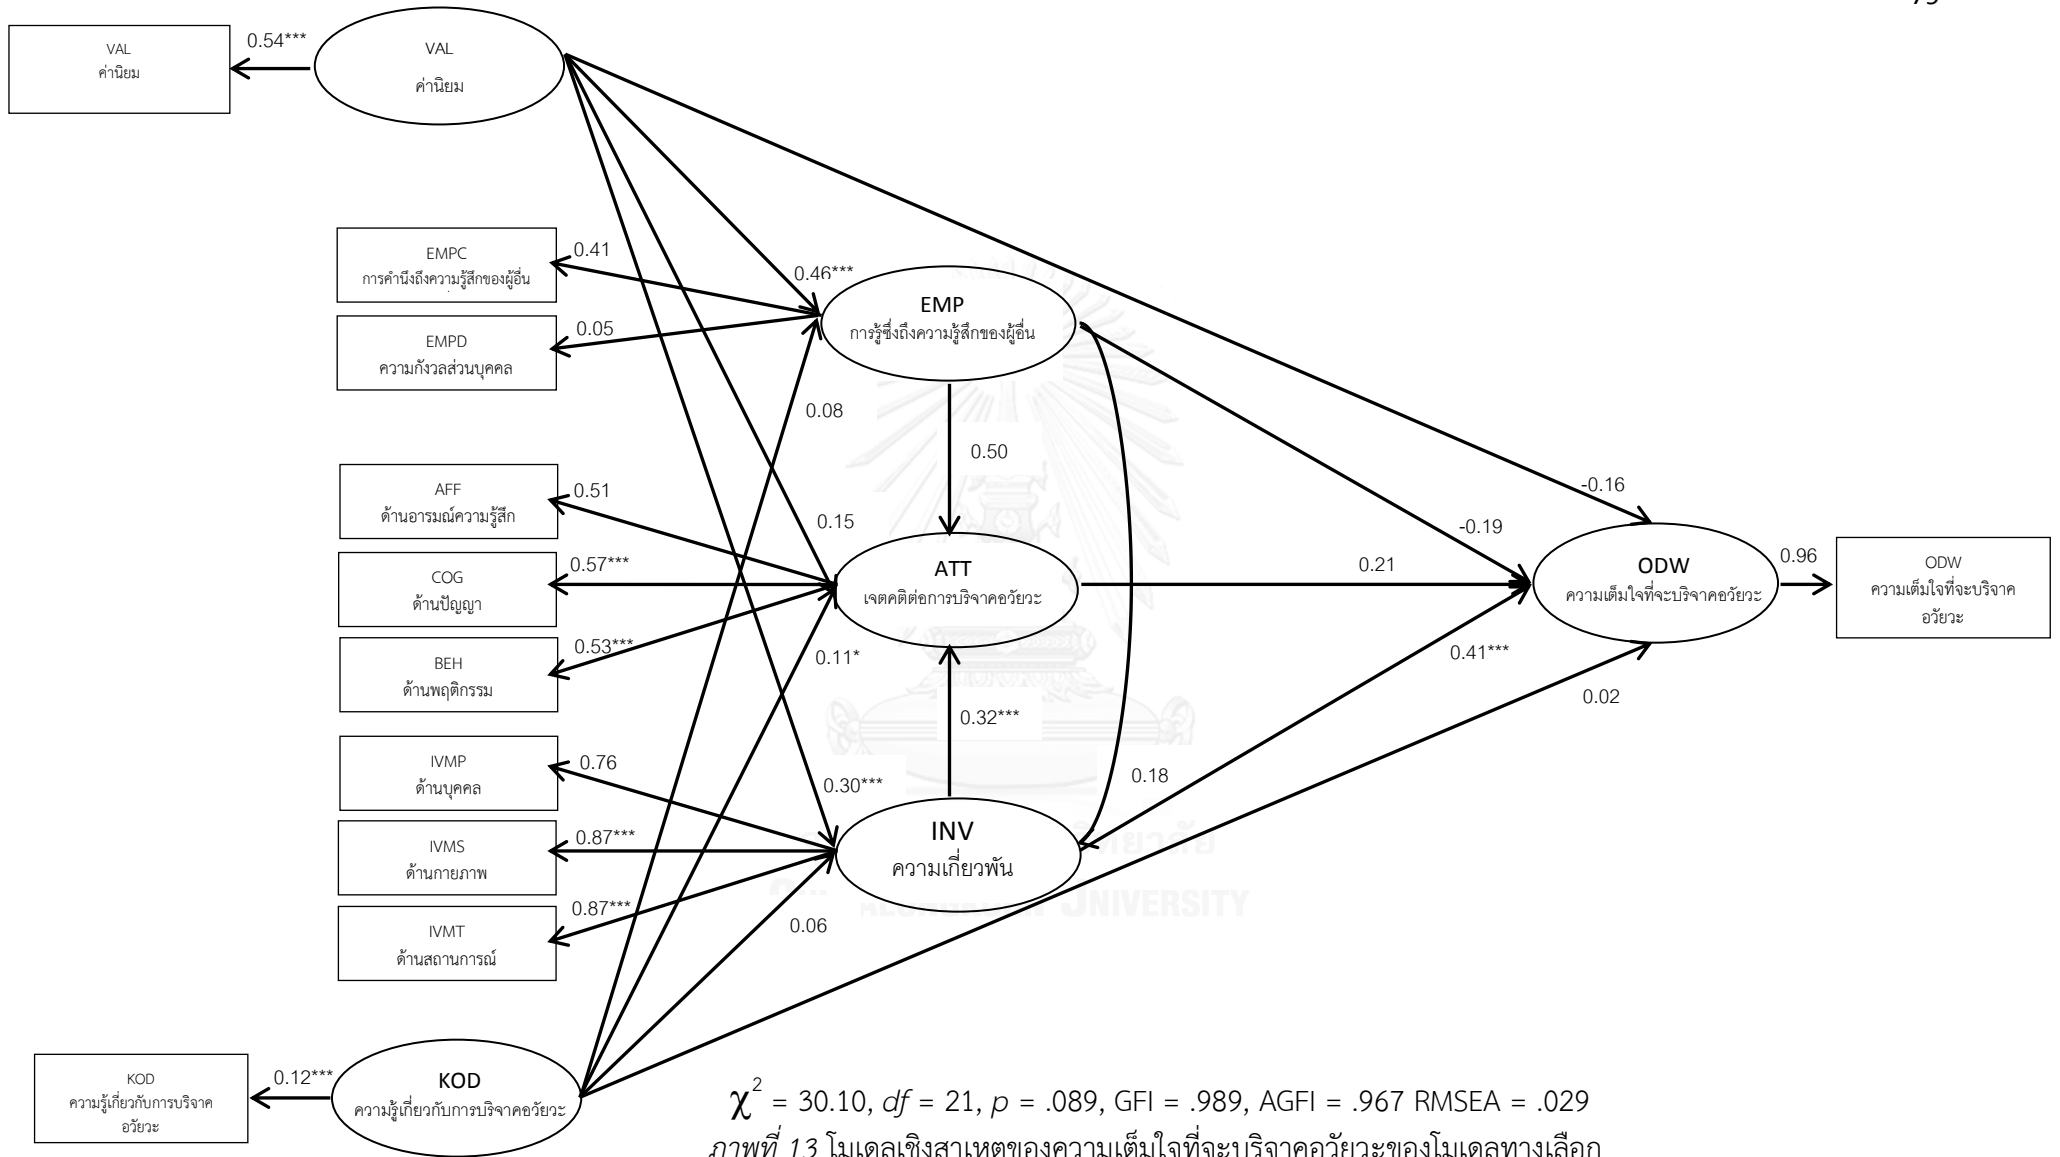 VAL
ค่านิยม
0.54***
VAL
ค่านิยม
EMPC
การคำนึงถึงความรู้สึกของผู้อื่น
0.41
EMPD
ความกังวลส่วนบุคคล
0.05
0.46***
EMP
การรู้ซึ่งถึงความรู้สึกของผู้อื่น
0.08
0.50
-0.16
-0.19
AFF
ด้านอารมณ์ความรู้สึก
0.51
0.15
COG
ด้านปัญญา
0.57***
ATT
เจตคติต่อการบริจาคอวัยวะ
0.21
ODW
ความเต็มใจที่จะบริจาคอวัยวะ
0.96
ODW
ความเต็มใจที่จะบริจาค
อวัยวะ
BEH
ด้านพฤติกรรม
0.53***
0.11*
0.41***
0.02
0.32***
IVMP
ด้านบุคคล
0.76
0.30***
0.18
IVMS
ด้านกายภาพ
0.87***
INV
ความเกี่ยวพัน
IVMT
ด้านสถานการณ์
0.87***
0.06
UNIVERSITY
KOD
ความรู้เกี่ยวกับการบริจาค
อวัยวะ
0.12***
KOD
ความรู้เกี่ยวกับการบริจาคอวัยวะ
χ² = 30.10, df = 21, p = .089, GFI = .989, AGFI = .967 RMSEA = .029
ภาพที่ 13 โมเดลเชิงสาเหตุของความเต็มใจที่จะบริจาคอวัยวะของโมเดลทางเลือก